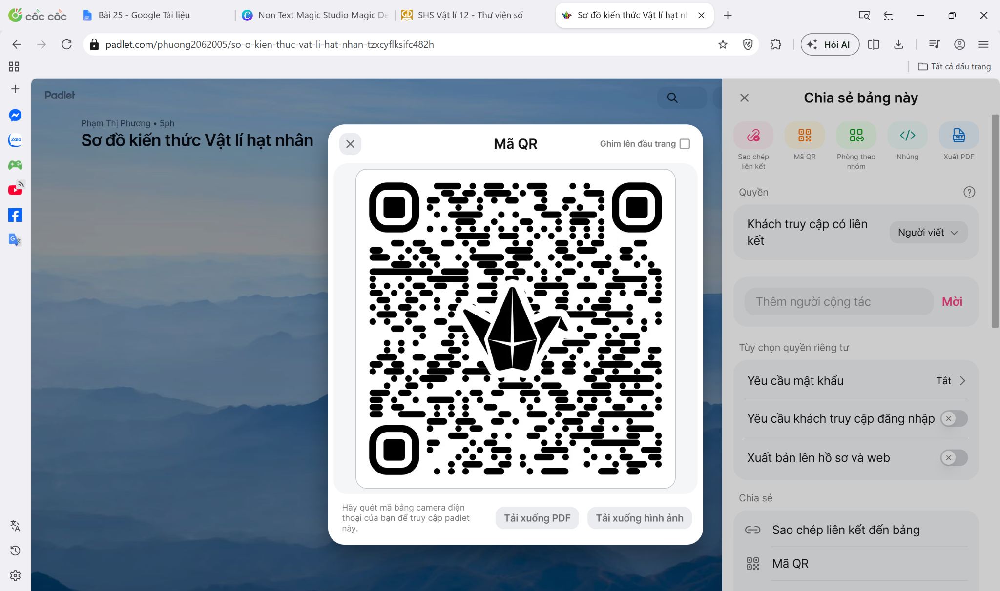 cốc cốc
Bài 25 - Google Tài liệu
Non Text Magic Studio Magic De
SHS Vật lí 12 - Thư viện số
Sơ đồ kiến thức Vật lí hạt nh
padlet.com/phuong2062005/so-o-kien-thuc-vat-li-hat-nhan-tzxcyflksifc482h
Hỏi AI
Tất cả dấu trang
Zalo
Padlet
Phạm Thị Phương • 5ph
Sơ đồ kiến thức Vật lí hạt nhân
Mã QR
Ghim lên đầu trang
Hãy quét mã bằng camera điện
thoại của bạn để truy cập padlet
này.
Tải xuống PDF
Tải xuống hình ảnh
Chia sẻ bảng này
Sao chép
liên kết
Mã QR
Phòng theo
nhóm
Nhúng
PDF
Xuất PDF
Quyền
Khách truy cập có liên
kết
Người viết
Thêm người cộng tác
Mời
Tùy chọn quyền riêng tư
Yêu cầu mật khẩu
Tắt
Yêu cầu khách truy cập đăng nhập
Xuất bản lên hồ sơ và web
Chia sẻ
Sao chép liên kết đến bảng
Mã QR